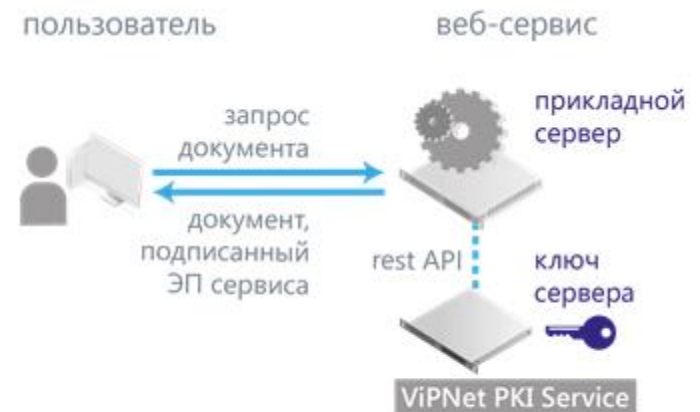 пользователь
веб-сервис
запрос
документа
прикладной
сервер
документ,
подписанный
ЭП сервиса
rest API
ключ
сервера
ViPNet PKI Service